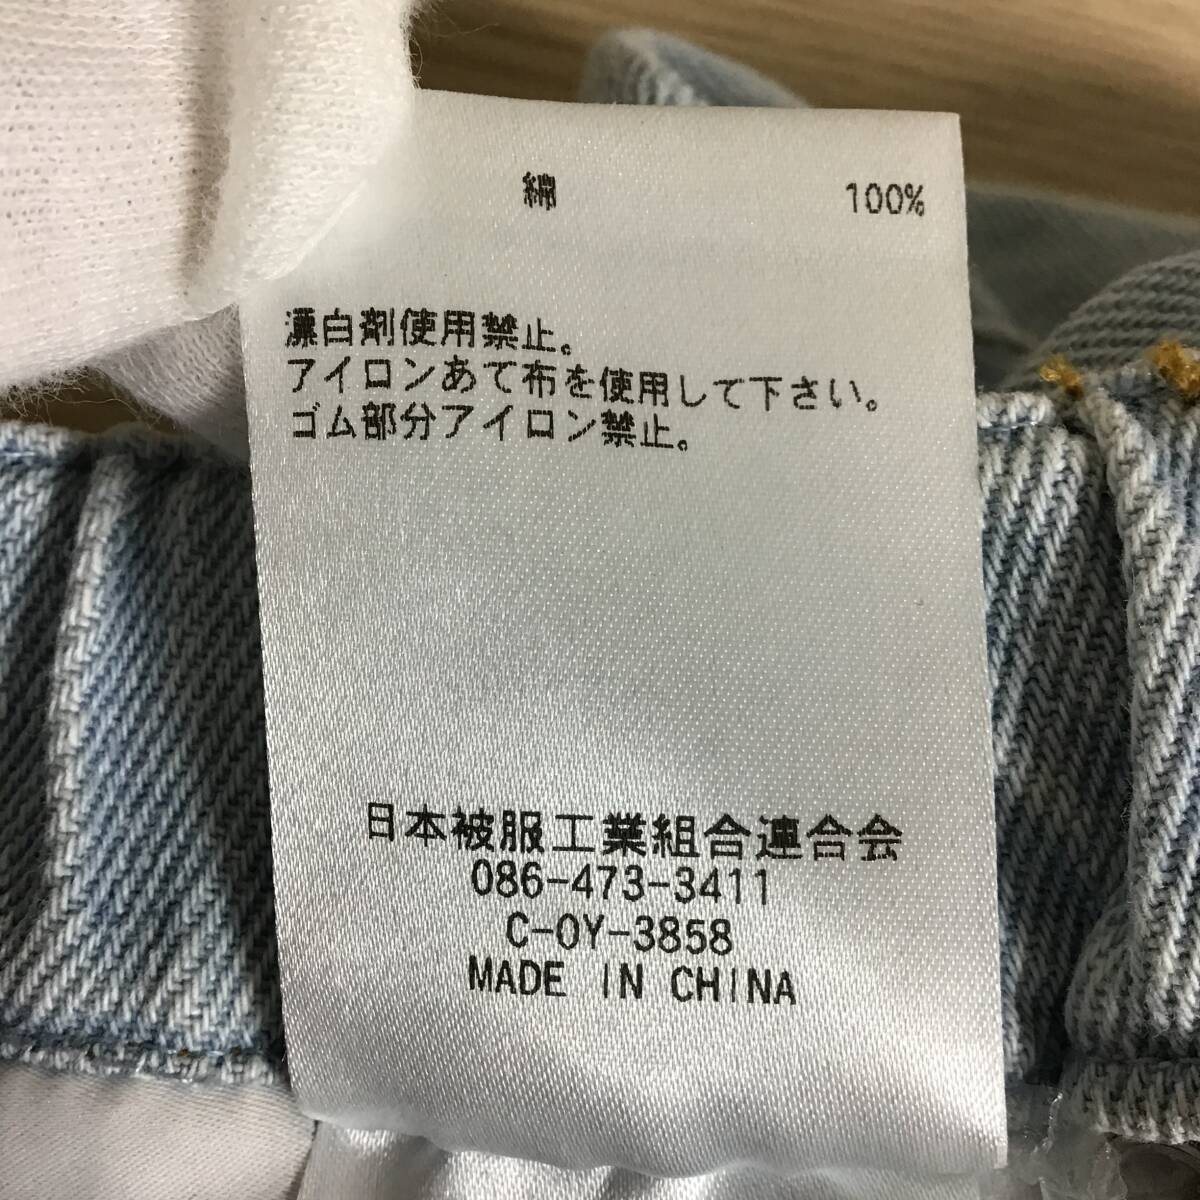 綿 100%
漂白剤使用禁止。
アイロンあて布を使用して下さい。
ゴム部分アイロン禁止。
日本被服工業組合連合会
086-473-3411
C-0Y-3858
MADE IN CHINA